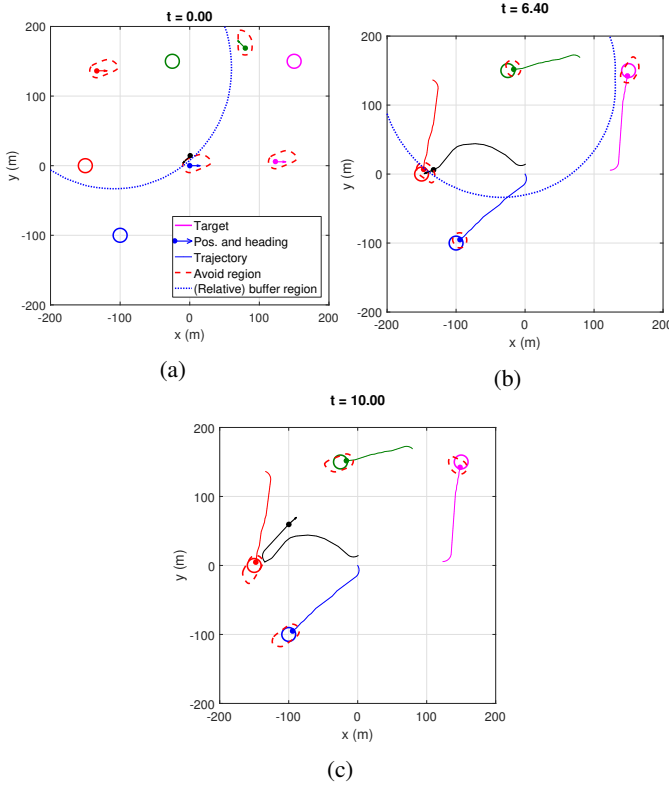 t = 0.00
200
100
0
-100
200
-200
-100
0
100
200
y (m)
x (m)
Target
Pos. and heading
Trajectory
Avoid region
(Relative) buffer region
(a)
t = 6.40
200
100
0
-100
-200
-200
-100
0
100
200
y (m)
x (m)
(b)
t = 10.00
200
100
0
-100
-200
-200
-100
0
100
200
y (m)
x (m)
(c)